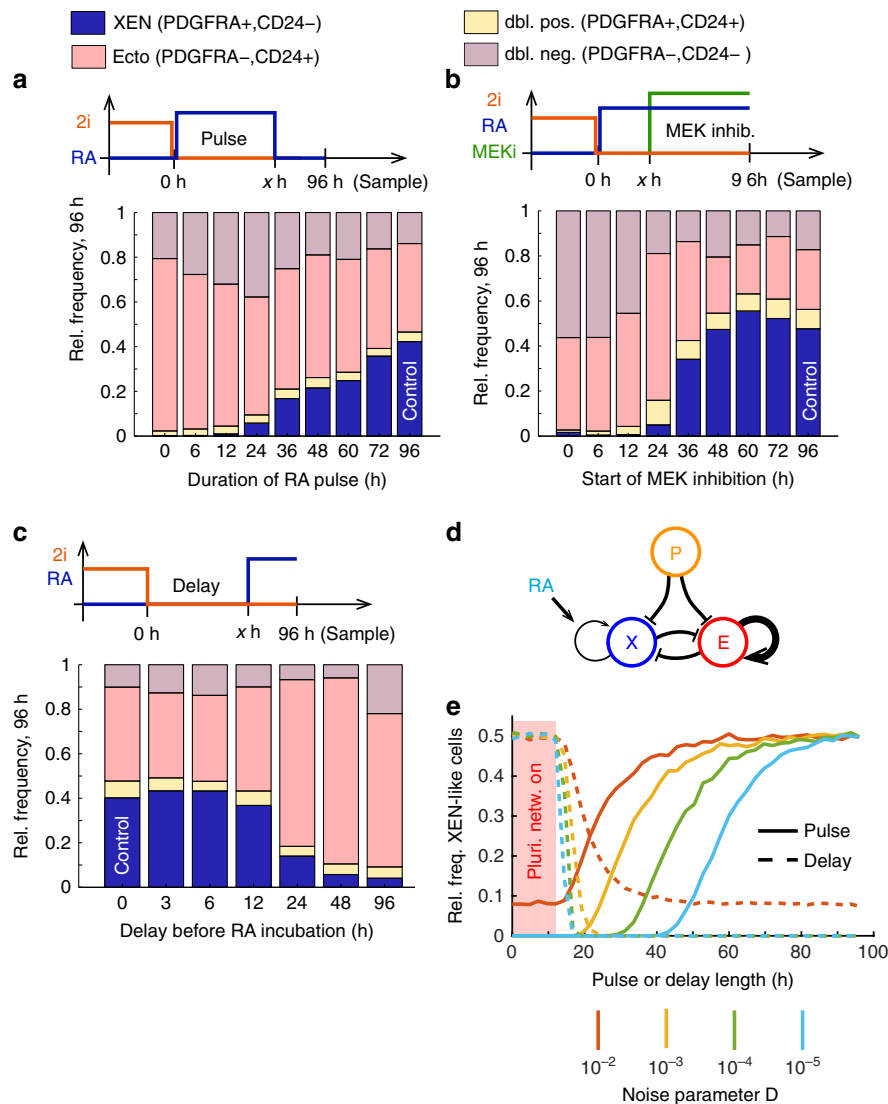 XEN (PDGFRA+,CD24−)
Ecto (PDGFRA−,CD24+)
dbl. pos. (PDGFRA+,CD24+)
dbl. neg. (PDGFRA−,CD24−)
a
2i
RA
Pulse
0 h
x h
96 h (Sample)
Rel. frequency, 96 h
1
0.8
0.6
0.4
0.2
0
Control
0 6 12 24 36 48 60 72 96
Duration of RA pulse (h)
b
2i
RA
MEKi
MEK inhib.
0 h
x h
9 6h (Sample)
Rel. frequency, 96 h
1
0.8
0.6
0.4
0.2
0
Control
0 6 12 24 36 48 60 72 96
Start of MEK inhibition (h)
c
2i
RA
Delay
0 h
x h
96 h (Sample)
Rel. frequency, 96 h
1
0.8
0.6
0.4
0.2
0
Control
0 3 6 12 24 48 96
Delay before RA incubation (h)
d
P
RA
X
E
e
Rel. freq. XEN-like cells
0.5
0.4
0.3
0.2
0.1
0
Pluri. netw. on
Pulse
Delay
0 20 40 60 80 100
Pulse or delay length (h)
10−2 10−3 10−4 10−5
Noise parameter D